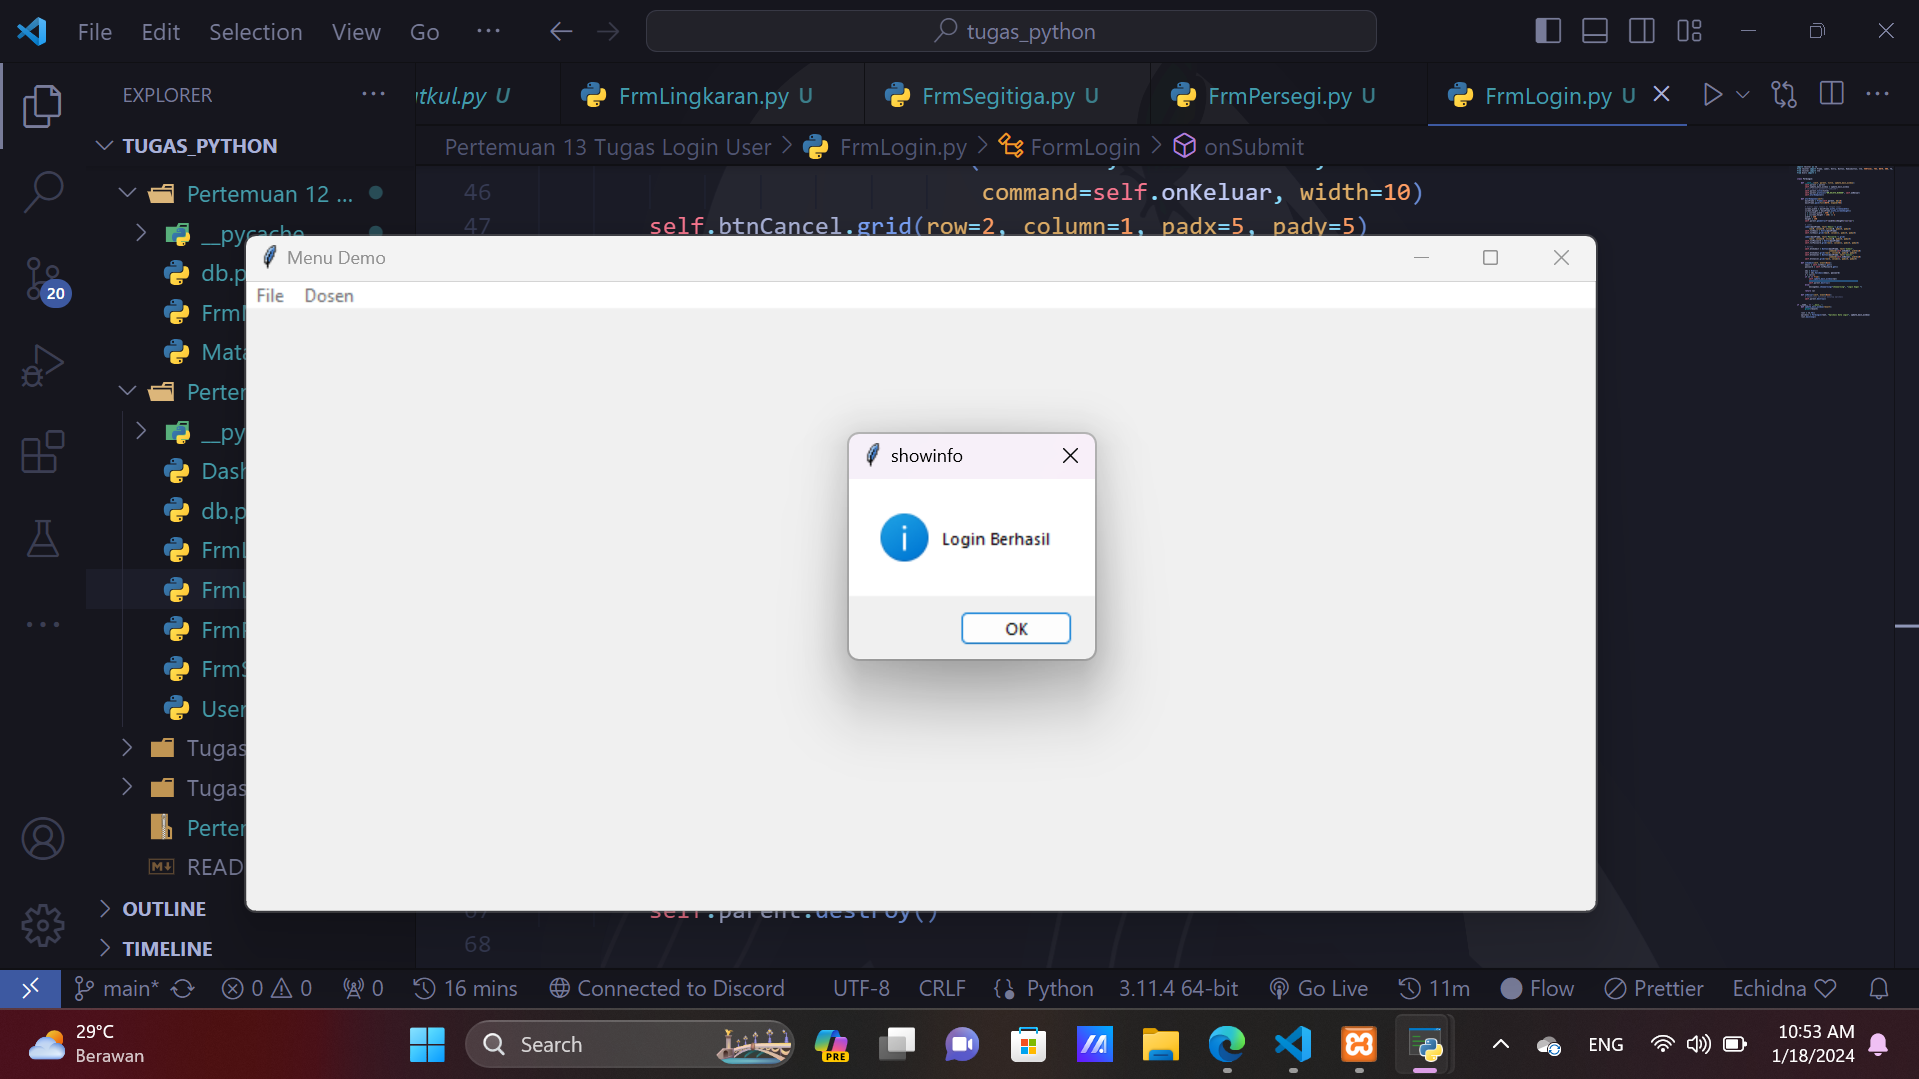 File Edit Selection View Go
tugas_python
EXPLORER
tkul.py U
FrmLingkaran.py U
FrmSegitiga.py U
FrmPersegi.py U
FrmLogin.py U
TUGAS_PYTHON
Pertemuan 13 Tugas Login User > FrmLogin.py > FormLogin > onSubmit
Pertemuan 12 ...
46 command=self.onKeluar, width=10)
__pycache__
47 self.btnCancel.grid(row=2, column=1, padx=5, pady=5)
Menu Demo
db.p
File Dosen
20
Frm
Mata
Perte
showinfo
__py
Dash
db.p
Login Berhasil
Frm
Frm
OK
Frm
Frm
User
Tugas
Tugas
Perte
READ
OUTLINE
self.parent.destroy()
68
TIMELINE
main* 0 0 0 16 mins Connected to Discord UTF-8 CRLF Python 3.11.4 64-bit Go Live 11m Flow Prettier Echidna
29°C
Berawan
Search
PRE
ENG
10:53 AM
1/18/2024